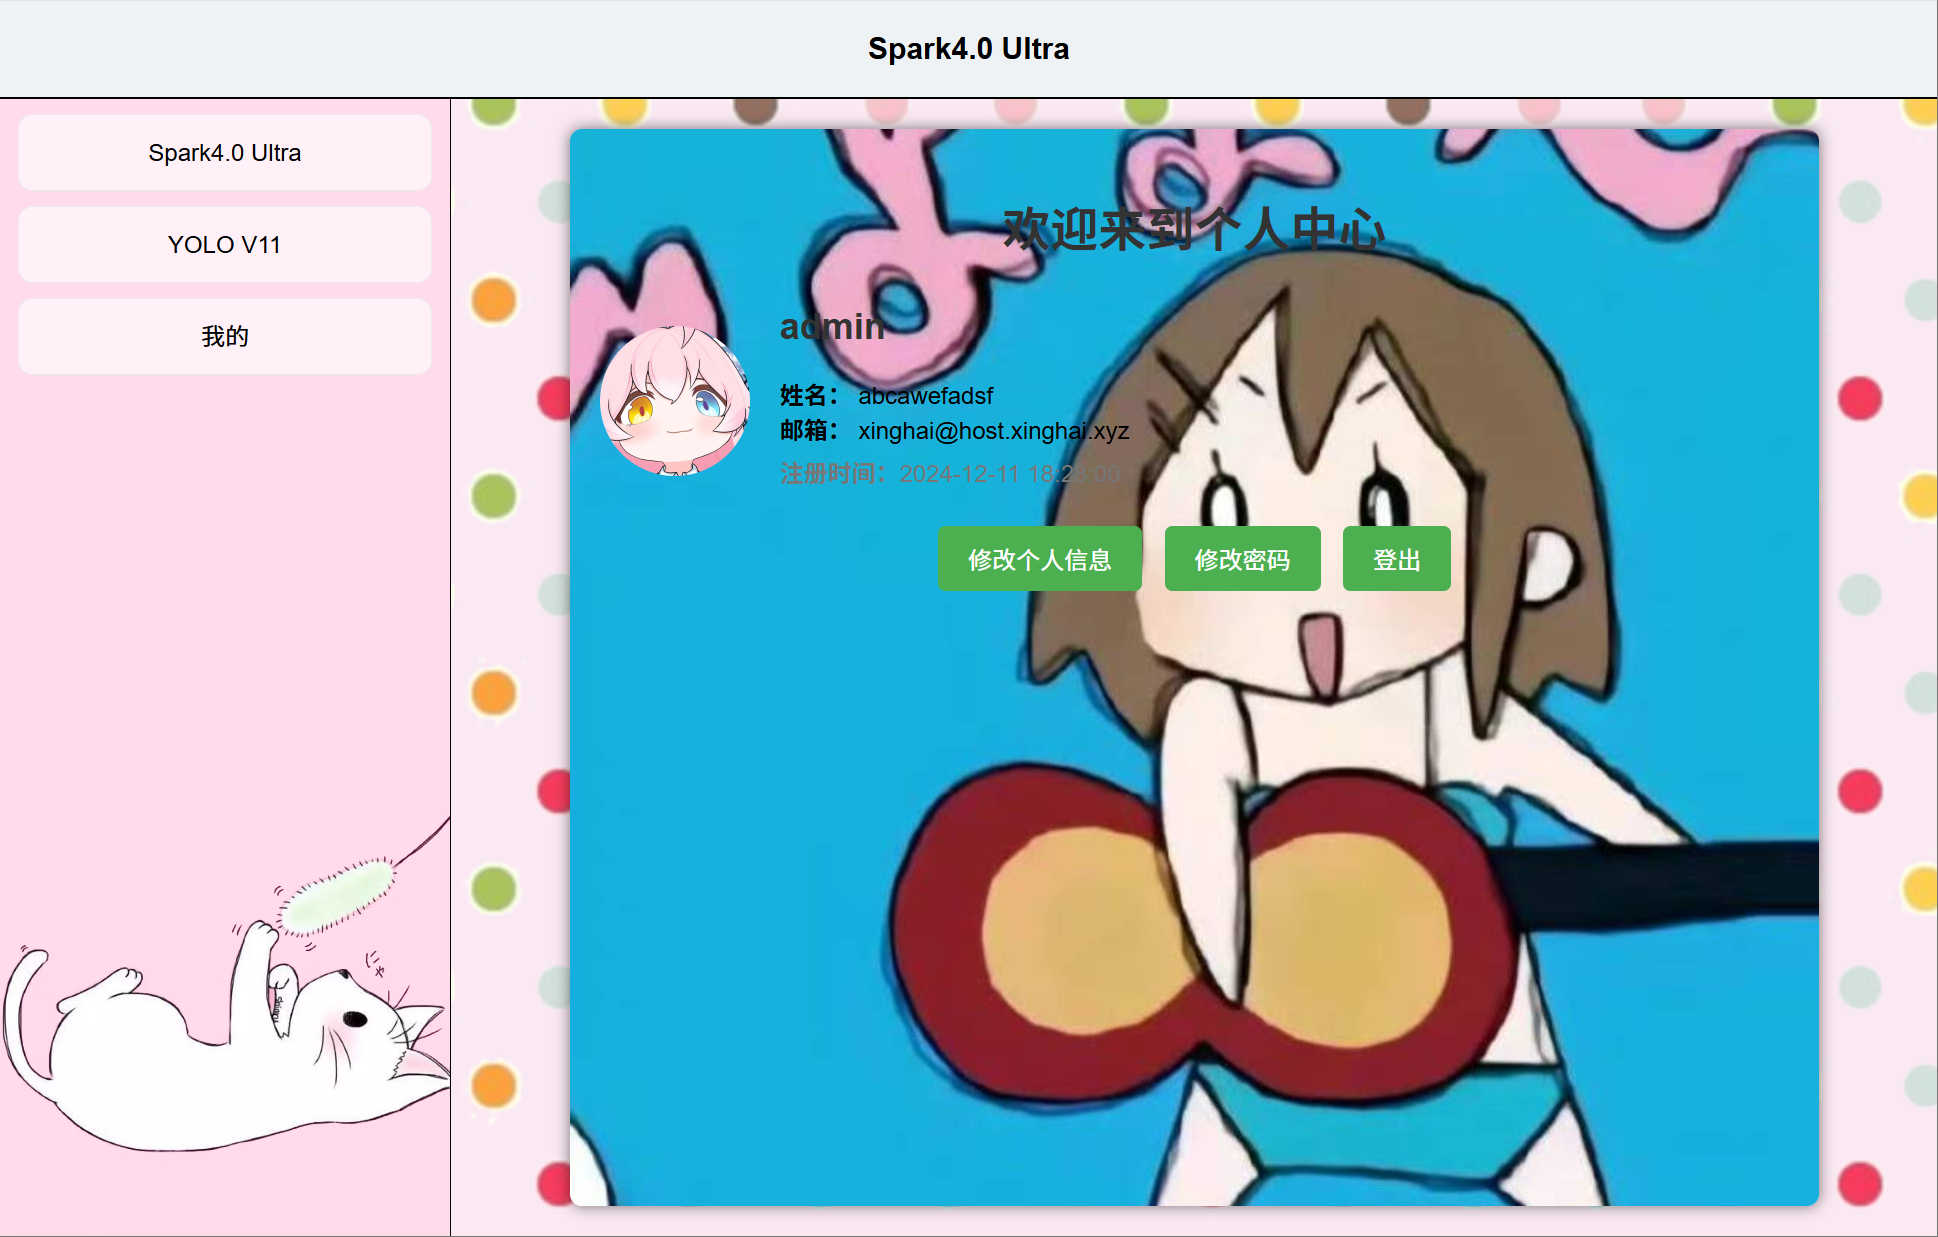 Spark4.0 Ultra
Spark4.0 Ultra
YOLO V11
我的
欢迎来到个人中心
admin
姓名： abcawefadsf
邮箱： xinghai@host.xinghai.xyz
注册时间：2024-12-11 18:28:00
修改个人信息
修改密码
登出